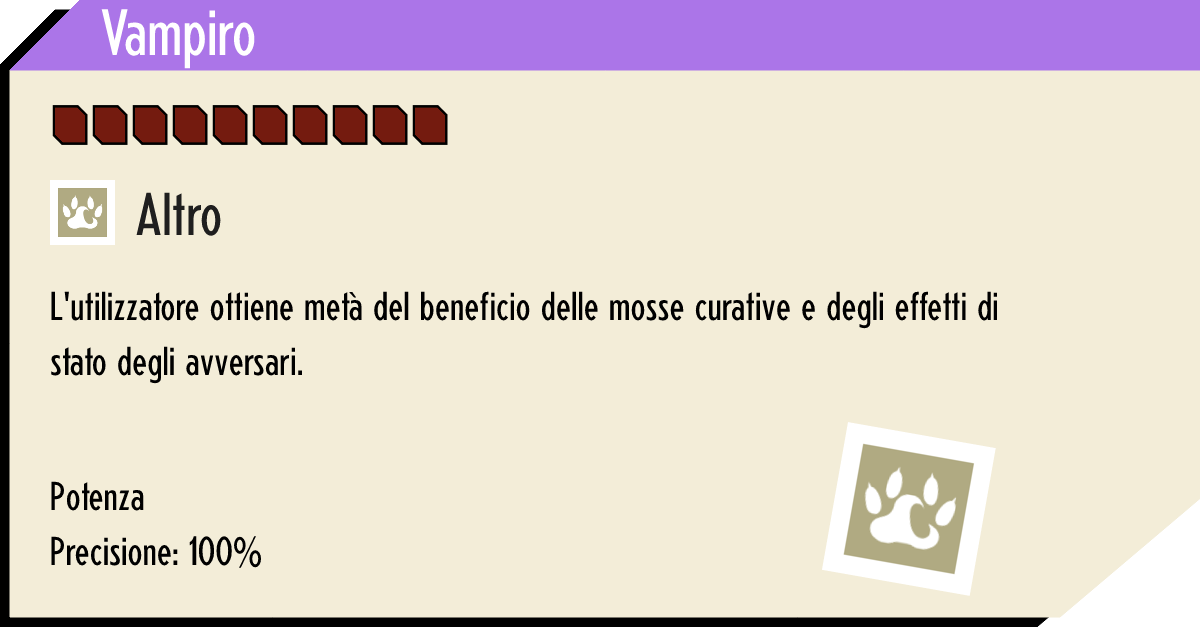 Vampiro
Altro
L'utilizzatore ottiene metà del beneficio delle mosse curative e degli effetti di
stato degli avversari.
Potenza
Precisione: 100%